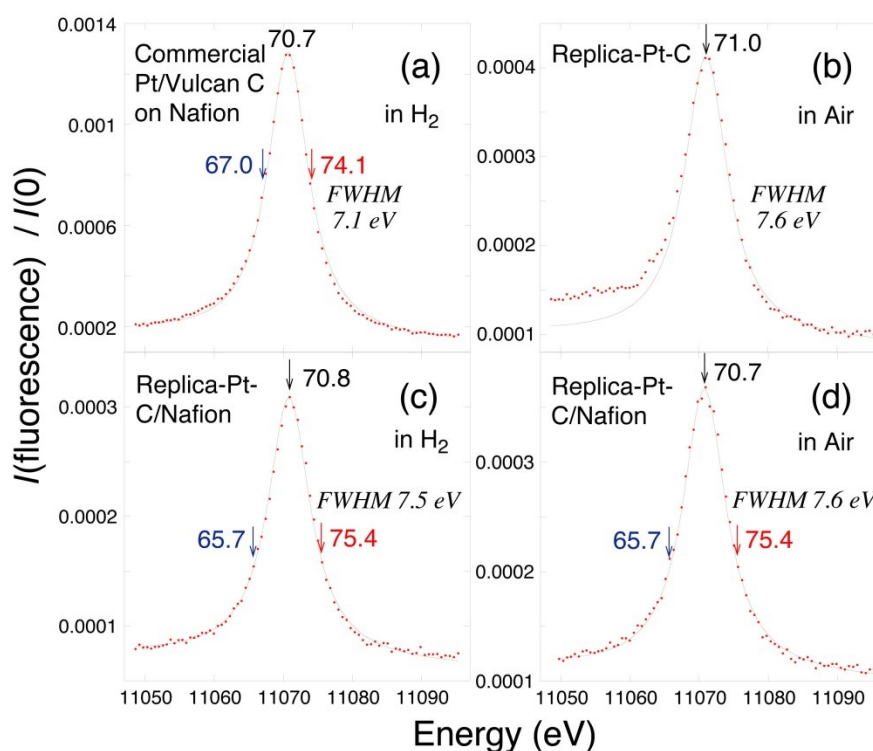 I(fluorescence) / I(0)
0.0014
0.001
0.0006
0.0002
Commercial
Pt/Vulcan C
on Nafion
70.7
(a)
in H2
67.0
74.1
FWHM
7.1 eV
0.0004
0.0003
0.0002
0.0001
Replica-Pt-C
71.0
(b)
in Air
FWHM
7.6 eV
0.0003
0.0002
0.0001
Replica-Pt-
C/Nafion
70.8
(c)
in H2
FWHM 7.5 eV
65.7
75.4
11050 11060 11070 11080 11090
0.0003
0.0002
0.0001
Replica-Pt-
C/Nafion
70.7
(d)
in Air
FWHM 7.6 eV
65.7
75.4
11050 11060 11070 11080 11090
Energy (eV)